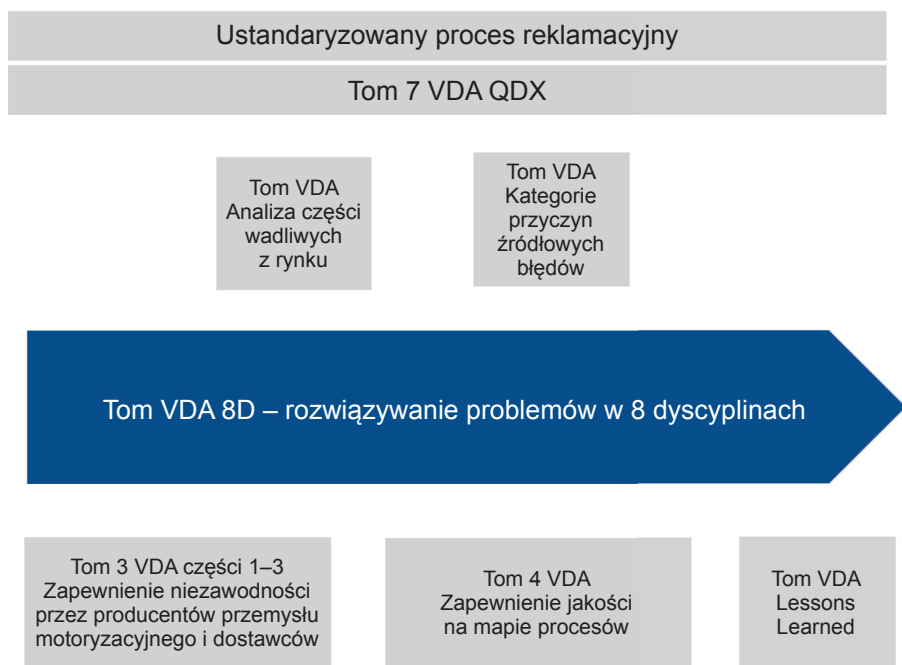 Ustandaryzowany proces reklamacyjny
Tom 7 VDA QDX
Tom VDA
Analiza części
wadliwych
z rynku
Tom VDA
Kategorie
przyczyn
źródłowych
błędów
Tom VDA 8D – rozwiązywanie problemów w 8 dyscyplinach
Tom 3 VDA części 1–3
Zapewnienie niezawodności
przez producentów przemysłu
motoryzacyjnego i dostawców
Tom 4 VDA
Zapewnienie jakości
na mapie procesów
Tom VDA
Lessons
Learned